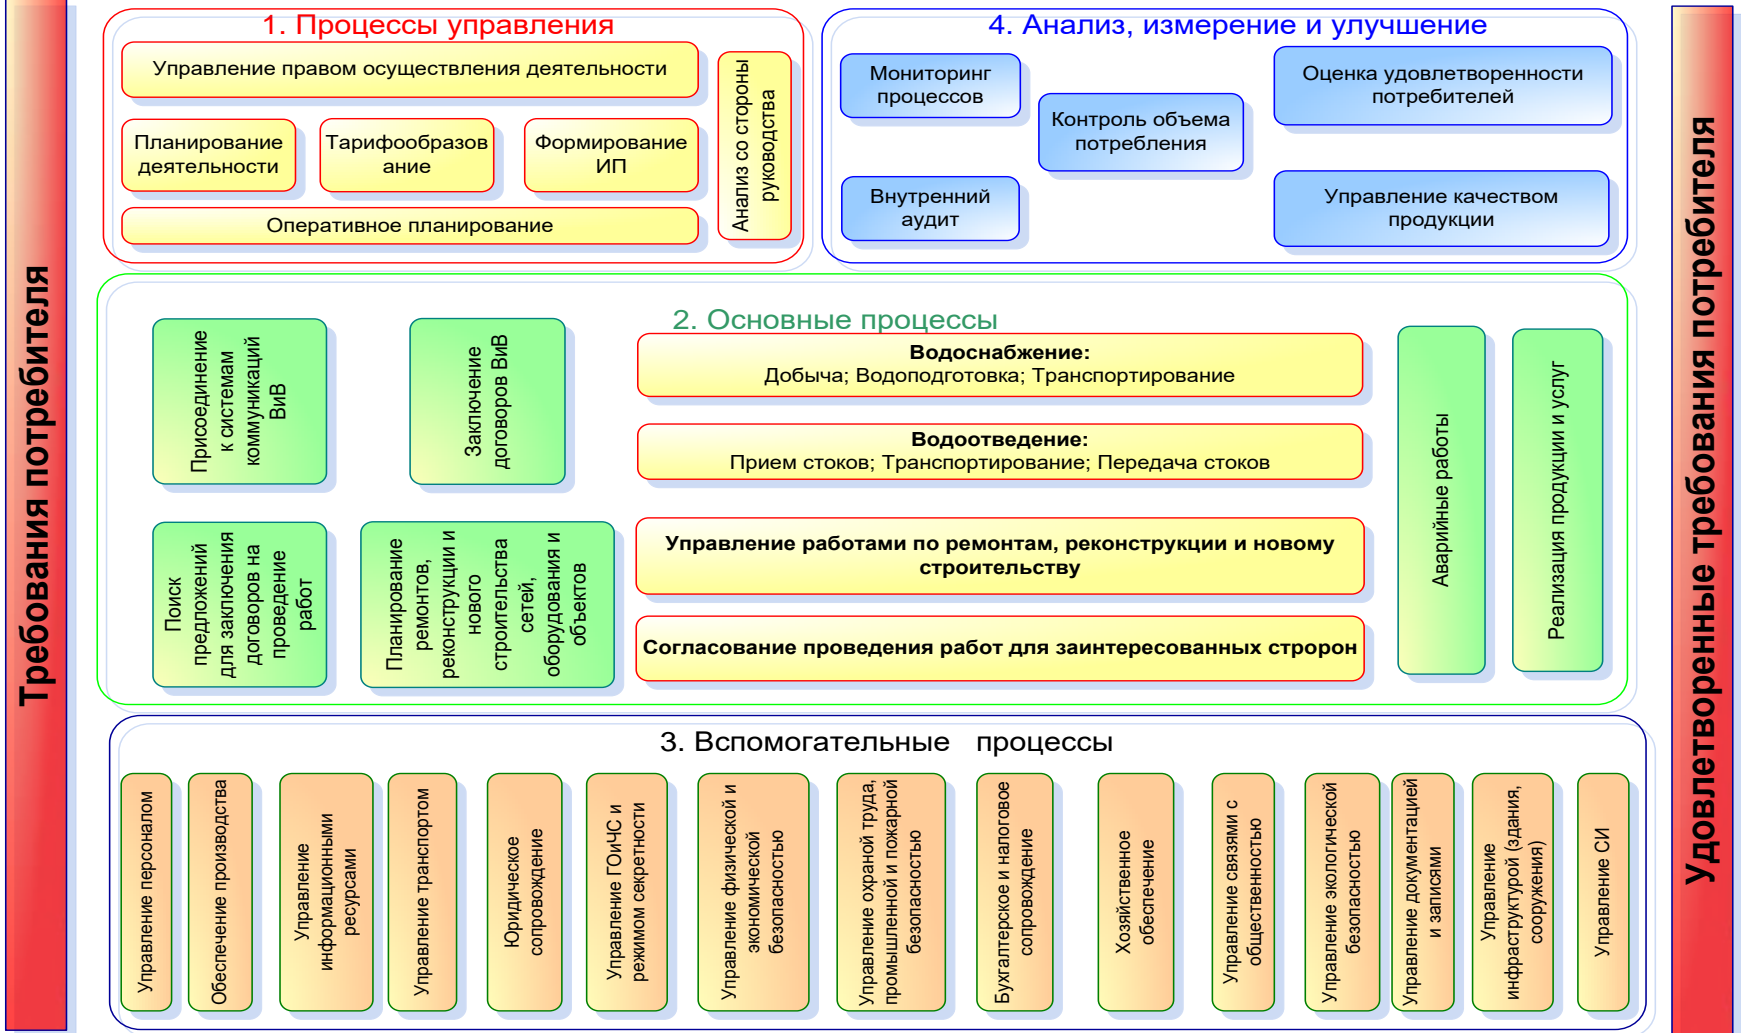 Требования потребителя
1. Процессы управления
Управление правом осуществления деятельности
Планирование
деятельности
Тарифообразов
ание
Формирование
ИП
Оперативное планирование
Анализ со стороны
руководства
4. Анализ, измерение и улучшение
Мониторинг
процессов
Контроль объема
потребления
Оценка удовлетворенности
потребителей
Внутренний
аудит
Управление качеством
продукции
2. Основные процессы
Присоединение
к системам
коммуникаций
ВиВ
Заключение
договоров ВиВ
Водоснабжение:
Добыча; Водоподготовка; Транспортирование
Водоотведение:
Прием стоков; Транспортирование; Передача стоков
Поиск
предложений
для заключения
договоров на
проведение
работ
Планирование
ремонтов,
реконструкции и
нового
строительства
сетей,
оборудования и
объектов
Управление работами по ремонтам, реконструкции и новому
строительству
Согласование проведения работ для заинтересованных стророн
Аварийные работы
Реализация продукции и услуг
3. Вспомогательные процессы
Управление персоналом
Обеспечение производства
Управление
информационными
ресурсам
Управление транспортом
Юридическое
сопровождение
Управление ГОиЧС и
режимом секретности
Управление физической и
экономической
безопасностью
Управление охраной труда,
промышленной и пожарной
безопасностью
Бухгалтерское и налоговое
сопровождение
Хозяйственное
обеспечение
Управление связями с
общественностью
Управление экологической
безопасностью
Управление документацией
и записями
Управление
инфраструктурой (здания,
сооружения)
Управление СИ
Удовлетворенные требования потребителя